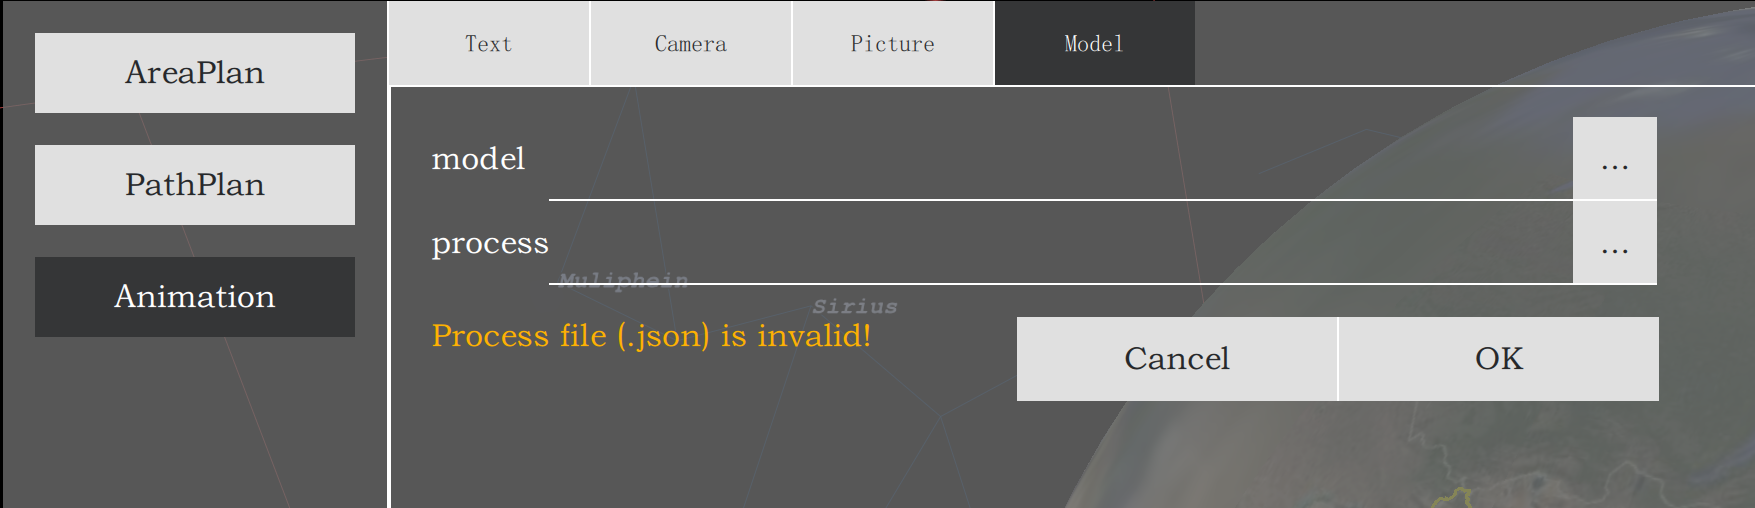 AreaPlan
PathPlan
Animation
Text
Camera
Picture
Model
model
...
process
...
Muliphein
Sirius
Process file (.json) is invalid!
Cancel
OK